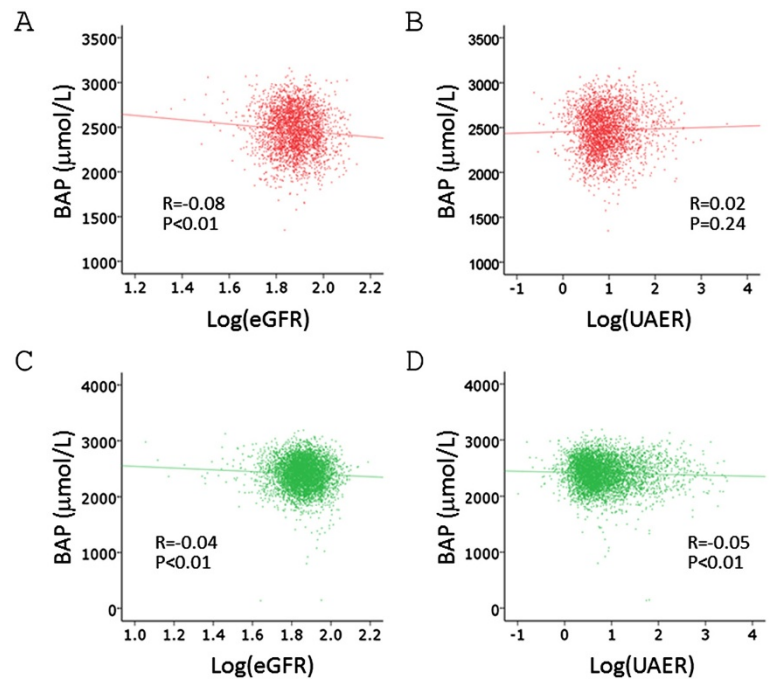 A
BAP (μmol/L)
3500
3000
2500
2000
1500
1000
R=-0.08
P<0.01
1.2 1.4 1.6 1.8 2.0 2.2
Log(eGFR)
B
BAP (μmol/L)
3500
3000
2500
2000
1500
1000
R=0.02
P=0.24
-1 0 1 2 3 4
Log(UAER)
C
BAP (μmol/L)
4000
3000
2000
1000
0
R=-0.04
P<0.01
1.0 1.2 1.4 1.6 1.8 2.0 2.2
Log(eGFR)
D
BAP (μmol/L)
4000
3000
2000
1000
0
R=-0.05
P<0.01
-1 0 1 2 3 4
Log(UAER)